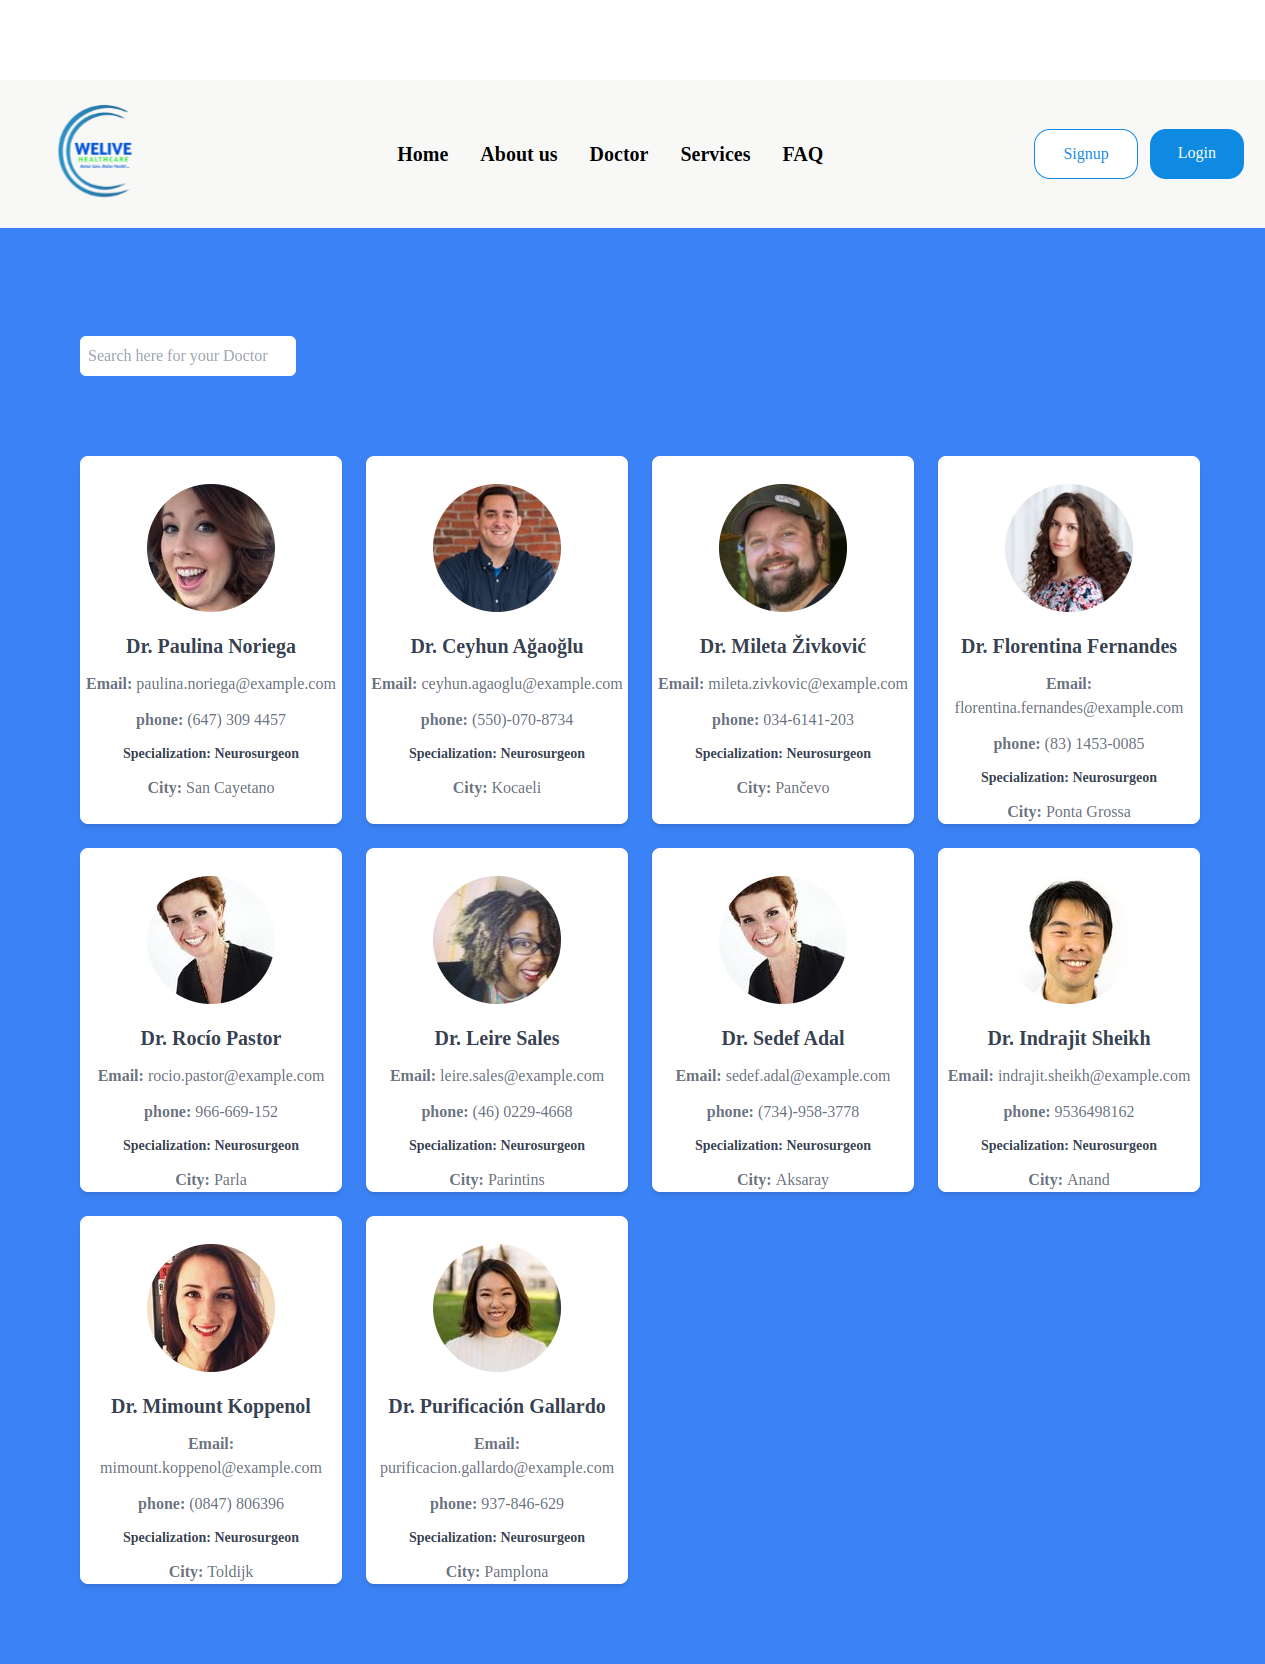 WELIVE
HEALTHCARE
Better Care, Better Health...
Home
About us
Doctor
Services
FAQ
Signup
Login
Search here for your Doctor
Dr. Paulina Noriega
Email: paulina.noriega@example.com
phone: (647) 309 4457
Specialization: Neurosurgeon
City: San Cayetano
Dr. Ceyhun Ağaoğlu
Email: ceyhun.agaoglu@example.com
phone: (550)-070-8734
Specialization: Neurosurgeon
City: Kocaeli
Dr. Mileta Živković
Email: mileta.zivkovic@example.com
phone: 034-6141-203
Specialization: Neurosurgeon
City: Pančevo
Dr. Florentina Fernandes
Email:
florentina.fernandes@example.com
phone: (83) 1453-0085
Specialization: Neurosurgeon
City: Ponta Grossa
Dr. Rocío Pastor
Email: rocio.pastor@example.com
phone: 966-669-152
Specialization: Neurosurgeon
City: Parla
Dr. Leire Sales
Email: leire.sales@example.com
phone: (46) 0229-4668
Specialization: Neurosurgeon
City: Parintins
Dr. Sedef Adal
Email: sedef.adal@example.com
phone: (734)-958-3778
Specialization: Neurosurgeon
City: Aksaray
Dr. Indrajit Sheikh
Email: indrajit.sheikh@example.com
phone: 9536498162
Specialization: Neurosurgeon
City: Anand
Dr. Mimount Koppenol
Email:
mimount.koppenol@example.com
phone: (0847) 806396
Specialization: Neurosurgeon
City: Toldijk
Dr. Purificación Gallardo
Email:
purificacion.gallardo@example.com
phone: 937-846-629
Specialization: Neurosurgeon
City: Pamplona